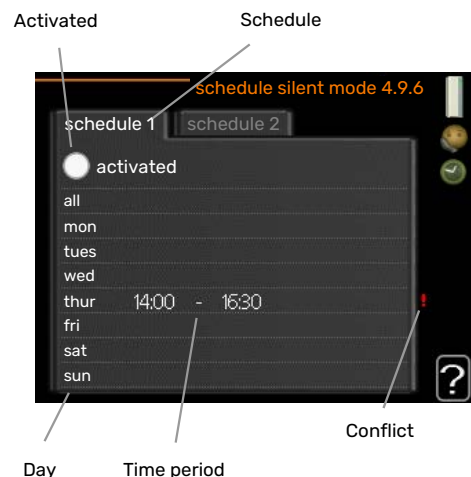 Activated Schedule
schedule silent mode 4.9.6
schedule 1 schedule 2
activated
all
mon
tues
wed
thur 14:00 - 16:30 !
fri
sat
sun
?
Conflict
Day Time period